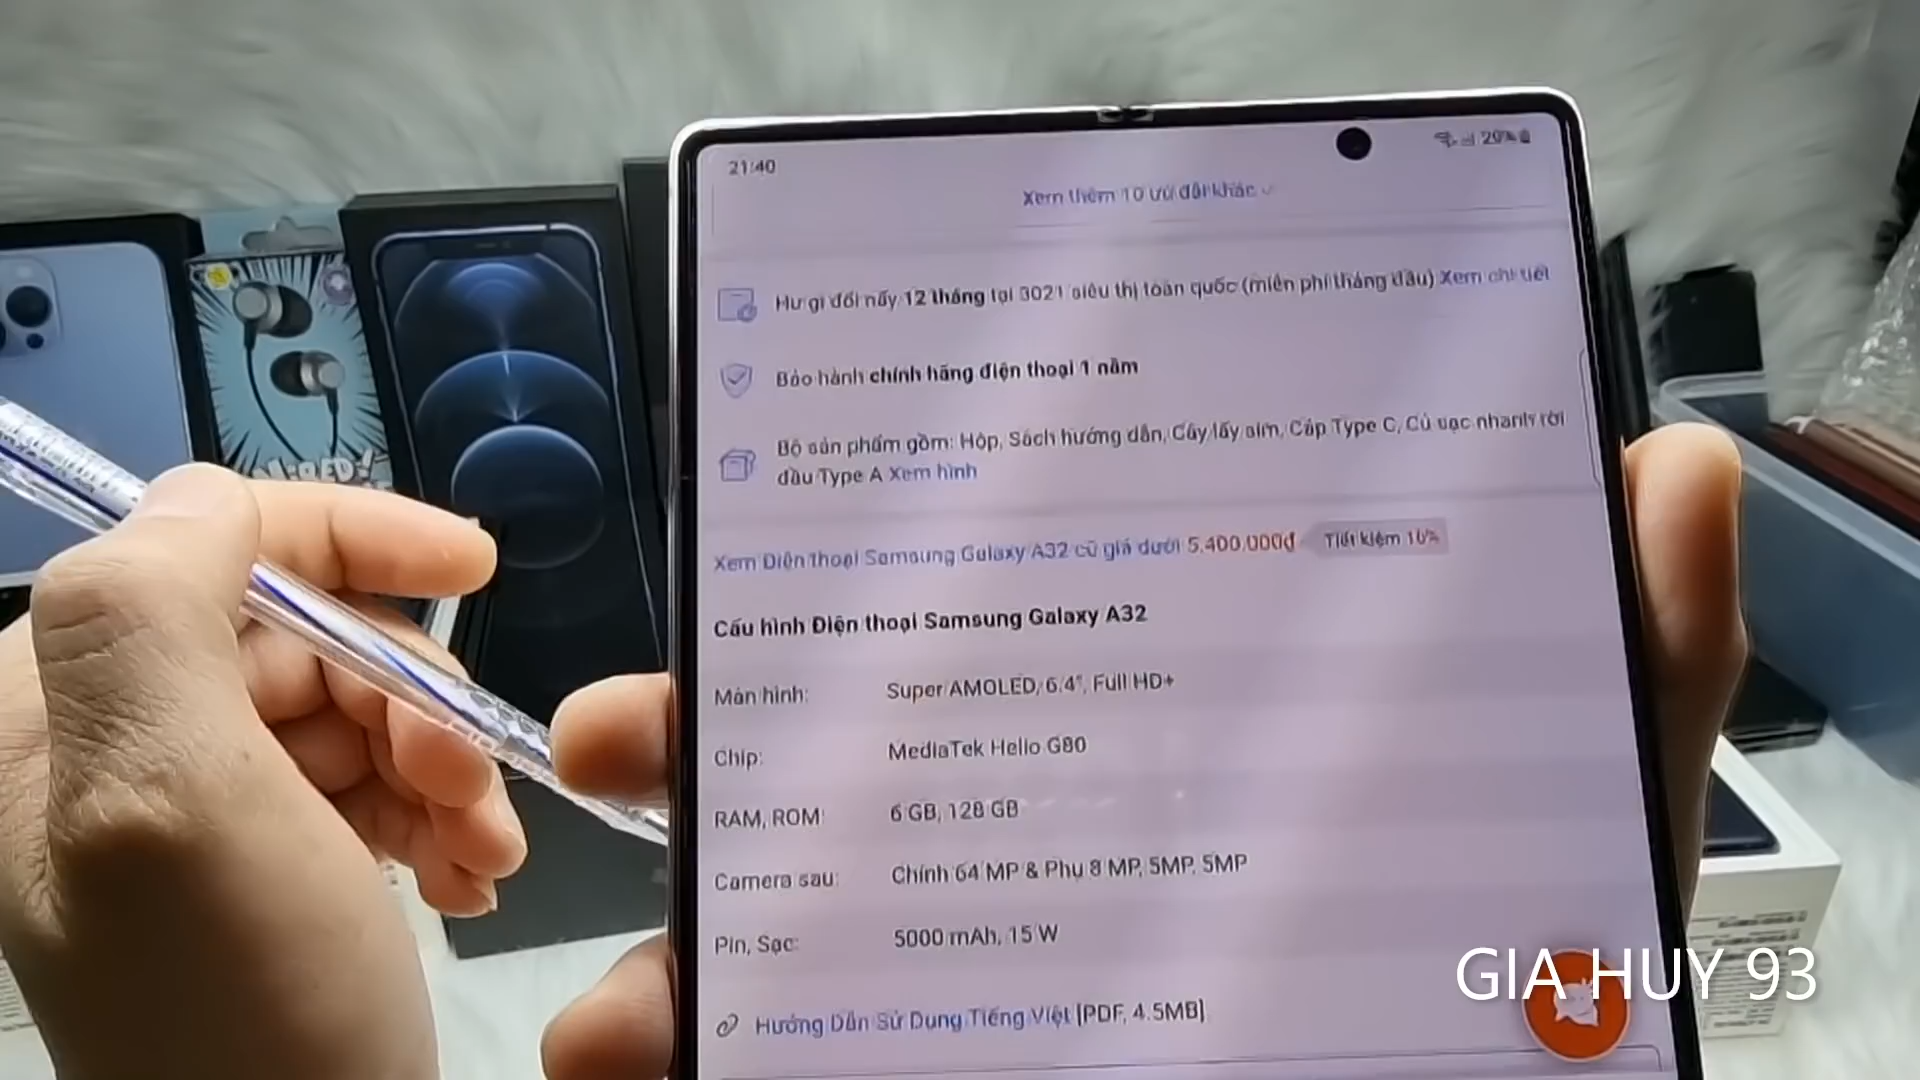 21:40
20%
Xem thêm 10 ưu đãi khác
Hư gì đổi nấy 12 tháng tại 3021 siêu thị toàn quốc (miễn phí tháng đầu) Xem chi tiết
Bảo hành chính hãng điện thoại 1 năm
Bộ sản phẩm gồm: Hộp, Sách hướng dẫn, Cây lấy sim, Cáp Type C, Củ sạc nhanh rời
đầu Type A Xem hình
Xem Điện thoại Samsung Galaxy A32 cũ giá dưới 5.400.000₫ Tiết kiệm 10%
Cấu hình Điện thoại Samsung Galaxy A32
Màn hình: Super AMOLED, 6.4", Full HD+
Chip: MediaTek Helio G80
RAM, ROM: 6 GB, 128 GB
Camera sau: Chính 64 MP & Phụ 8 MP, 5MP, 5MP
Pin, Sạc: 5000 mAh, 15 W
Hướng Dẫn Sử Dụng Tiếng Việt [PDF, 4.5MB]
GIA HUY 93